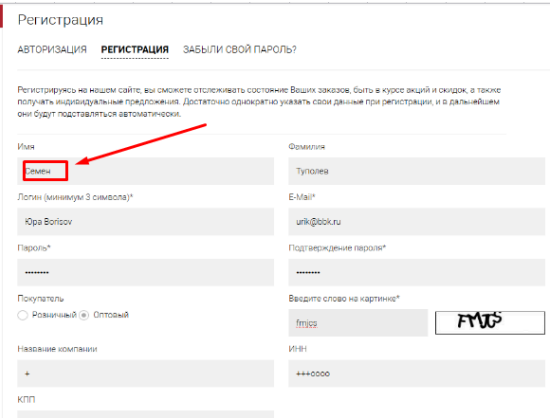 Регистрация
АВТОРИЗАЦИЯ РЕГИСТРАЦИЯ ЗАБЫЛИ СВОЙ ПАРОЛЬ?
Регистрируясь на нашем сайте, вы сможете отслеживать состояние Ваших заказов, быть в курсе акций и скидок, а также
получать индивидуальные предложения. Достаточно однократно указать свои данные при регистрации, и в дальнейшем
они будут подставляться автоматически.
Имя Фамилия
Семен Туполев
Логин (минимум 3 символа)* E-Mail*
Юра Borisov urik@bbk.ru
Пароль* Подтверждение пароля*
•••••••• ••••••••
Покупатель Введите слово на картинке*
Розничный Оптовый fmjcs FMJCS
Название компании ИНН
+ +++оооо
КПП